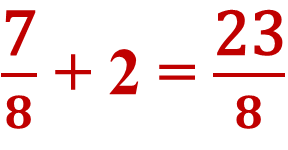 7/8 + 2 = 23/8